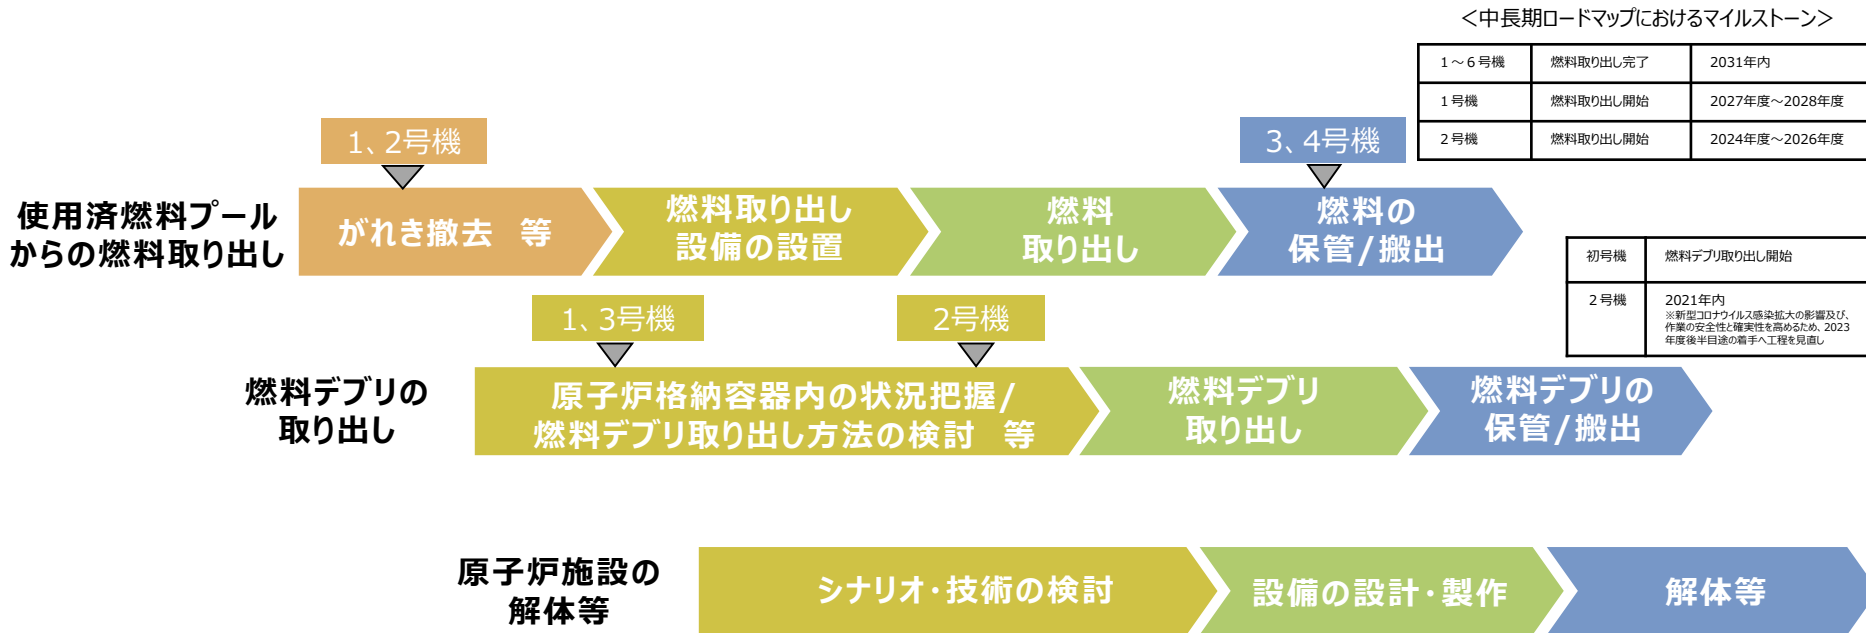 ＜中長期ロードマップにおけるマイルストーン＞
１～６号機 燃料取り出し完了 2031年内
１号機 燃料取り出し開始 2027年度～2028年度
２号機 燃料取り出し開始 2024年度～2026年度
1、2号機
3、4号機
使用済燃料プール
からの燃料取り出し
がれき撤去　等
燃料取り出し
設備の設置
燃料
取り出し
燃料の
保管/搬出
初号機 燃料デブリ取り出し開始
２号機 2021年内
※新型コロナウイルス感染拡大の影響及び、
作業の安全性と確実性を高めるため、2023
年度後半目途の着手へ工程を見直し
1、3号機
2号機
燃料デブリの
取り出し
原子炉格納容器内の状況把握/
燃料デブリ取り出し方法の検討　等
燃料デブリ
取り出し
燃料デブリの
保管/搬出
原子炉施設の
解体等
シナリオ・技術の検討
設備の設計・製作
解体等